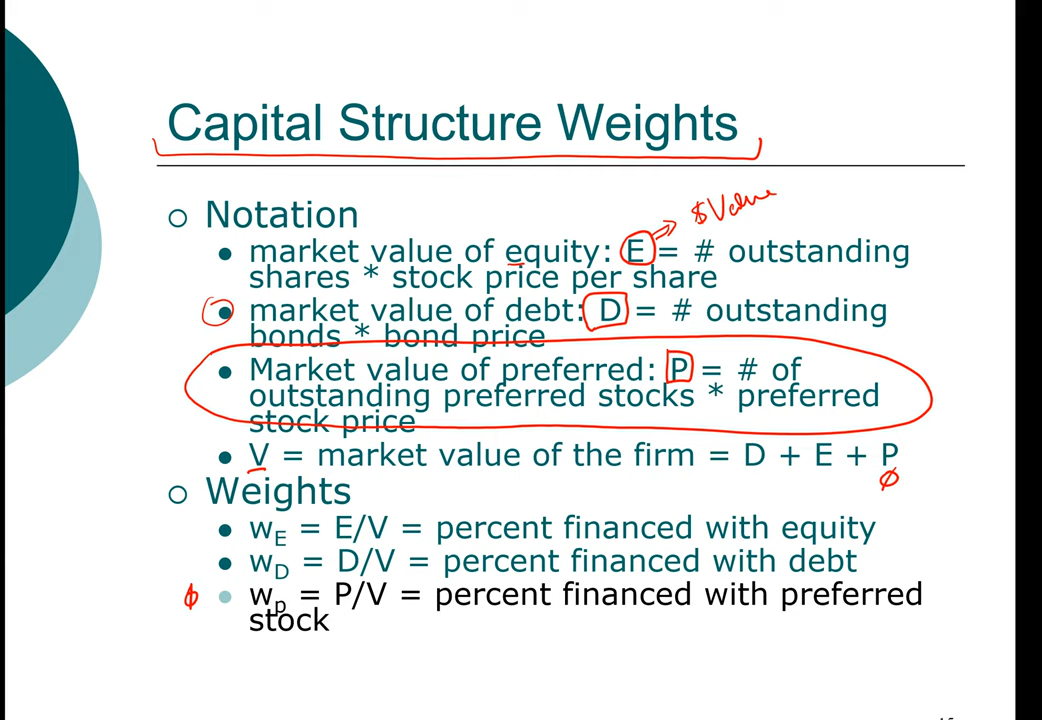 Capital Structure Weights
$Value
Notation
market value of equity: E = # outstanding
shares * stock price per share
market value of debt: D = # outstanding
bonds * bond price
Market value of preferred: P = # of
outstanding preferred stocks * preferred
stock price
V = market value of the firm = D + E + P
Weights
wE = E/V = percent financed with equity
wD = D/V = percent financed with debt
wp = P/V = percent financed with preferred
stock